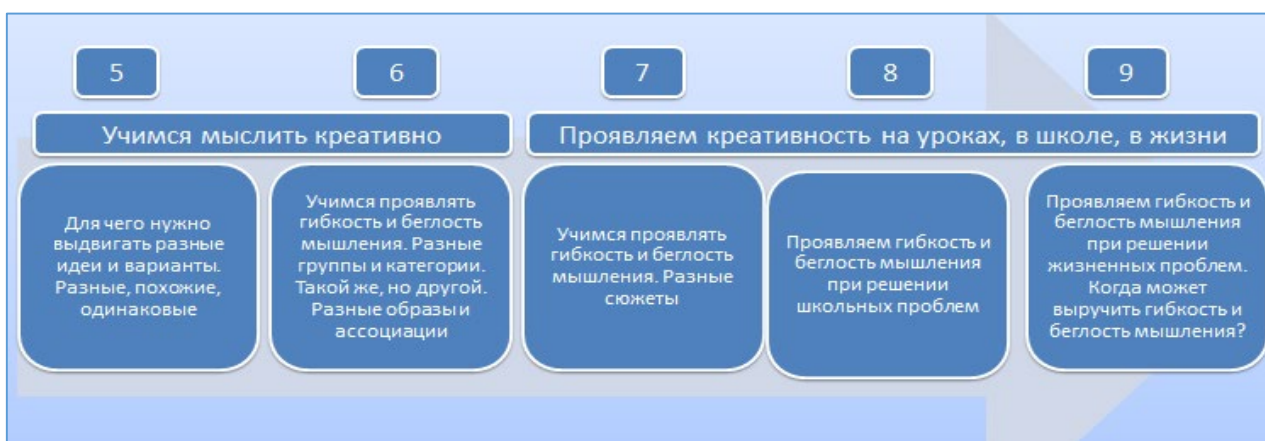 5
6
7
8
9
Учимся мыслить креативно
Проявляем креативность на уроках, в школе, в жизни
Для чего нужно
выдвигать разные
идеи и варианты.
Разные, похожие,
одинаковые
Учимся проявлять
гибкость и беглость
мышления. Разные
группы и категории.
Такой же, но другой.
Разные образы и
ассоциации
Учимся проявлять
гибкость и беглость
мышления. Разные
сюжеты
Проявляем гибкость и
беглость мышления
при решении
школьных проблем
Проявляем гибкость и
беглость мышления
при решении
жизненных проблем.
Когда может
выручить гибкость и
беглость мышления?